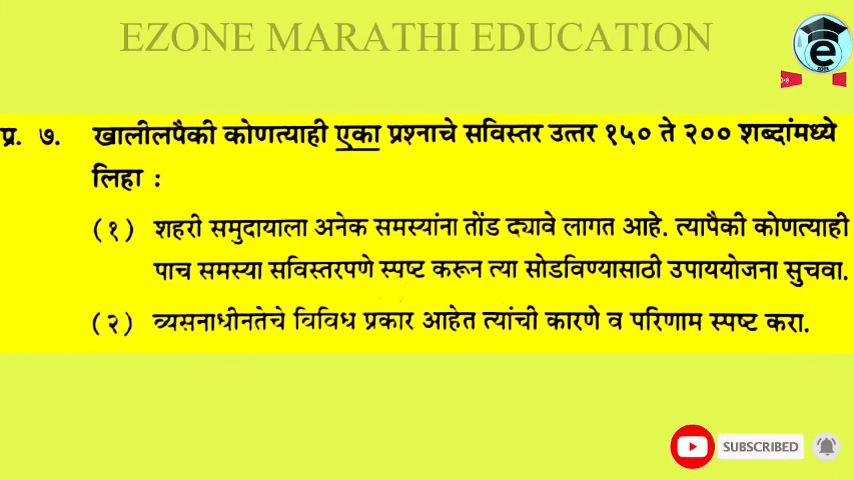 EZONE MARATHI EDUCATION
प्र. ७. खालीलपैकी कोणत्याही एका प्रश्नाचे सविस्तर उत्तर १५० ते २०० शब्दांमध्ये
लिहा :
(१) शहरी समुदायाला अनेक समस्यांना तोंड द्यावे लागत आहे. त्यापैकी कोणत्याही
पाच समस्या सविस्तरपणे स्पष्ट करून त्या सोडविण्यासाठी उपाययोजना सुचवा.
(२) व्यसनाधीनतेचे विविध प्रकार आहेत त्यांची कारणे व परिणाम स्पष्ट करा.
SUBSCRIBED